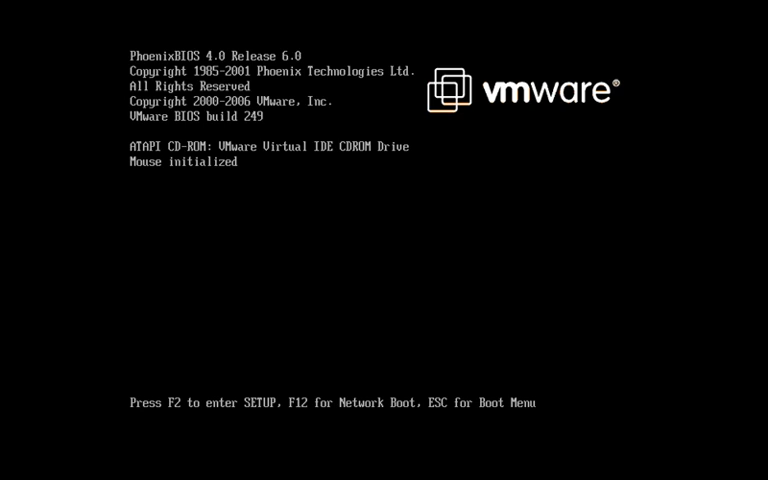 PhoenixBIOS 4.0 Release 6.0
Copyright 1985-2001 Phoenix Technologies Ltd.
All Rights Reserved
Copyright 2000-2006 VMware, Inc.
VMware BIOS build 249
vmware®
ATAPI CD-ROM: VMware Virtual IDE CDROM Drive
Mouse initialized
Press F2 to enter SETUP, F12 for Network Boot, ESC for Boot Menu